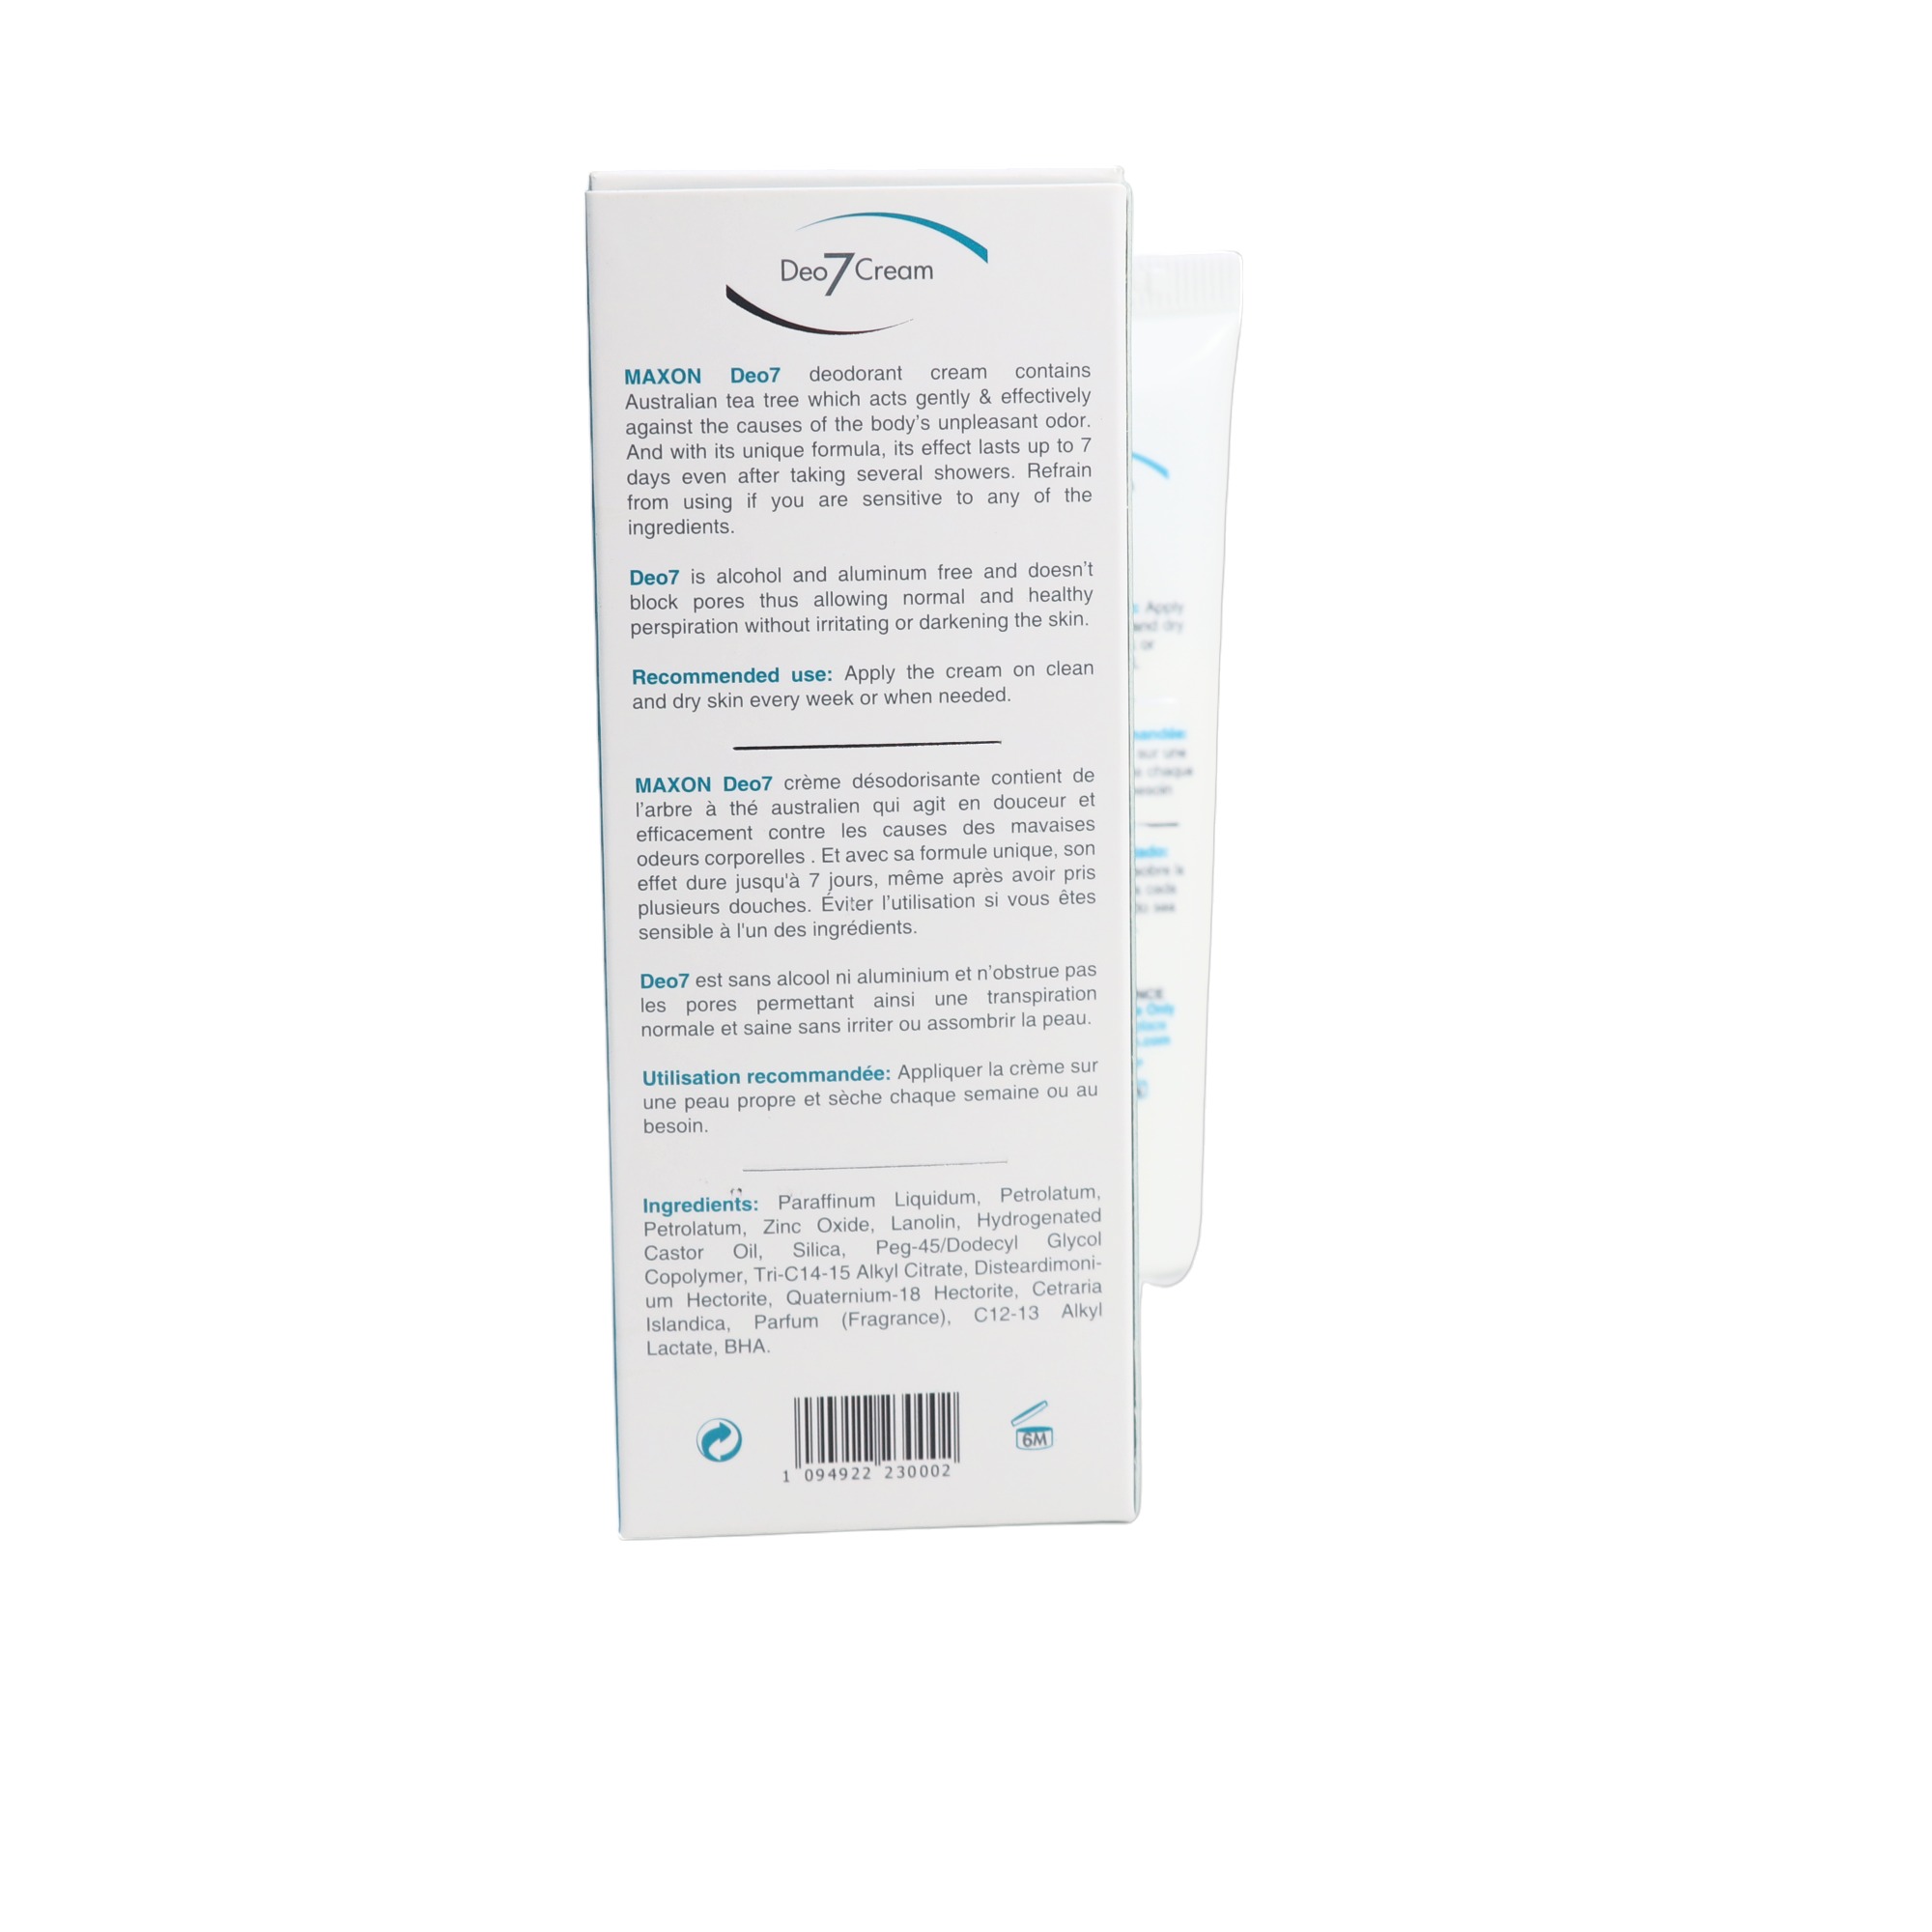 Deo7Cream
MAXON Deo7 deodorant cream contains
Australian tea tree which acts gently & effectively
against the causes of the body's unpleasant odor.
And with its unique formula, its effect lasts up to 7
days even after taking several showers. Refrain
from using if you are sensitive to any of the
ingredients.
Deo7 is alcohol and aluminum free and doesn't
block pores thus allowing normal and healthy
perspiration without irritating or darkening the skin.
Recommended use: Apply the cream on clean
and dry skin every week or when needed.
MAXON Deo7 crème désodorisante contient de
l'arbre à thé australien qui agit en douceur et
efficacement contre les causes des mavaises
odeurs corporelles . Et avec sa formule unique, son
effet dure jusqu'à 7 jours, même après avoir pris
plusieurs douches. Éviter l'utilisation si vous êtes
sensible à l'un des ingrédients.
Deo7 est sans alcool ni aluminium et n'obstrue pas
les pores permettant ainsi une transpiration
normale et saine sans irriter ou assombrir la peau.
Utilisation recommandée: Appliquer la crème sur
une peau propre et sèche chaque semaine ou au
besoin.
Ingredients: Paraffinum Liquidum, Petrolatum,
Petrolatum, Zinc Oxide, Lanolin, Hydrogenated
Castor Oil, Silica, Peg-45/Dodecyl Glycol
Copolymer, Tri-C14-15 Alkyl Citrate, Disteardimoni-
um Hectorite, Quaternium-18 Hectorite, Cetraria
Islandica, Parfum (Fragrance), C12-13 Alkyl
Lactate, BHA.
1 094922 230002
6M
Apply
and dry
or
sur une
chaque
Only
.com